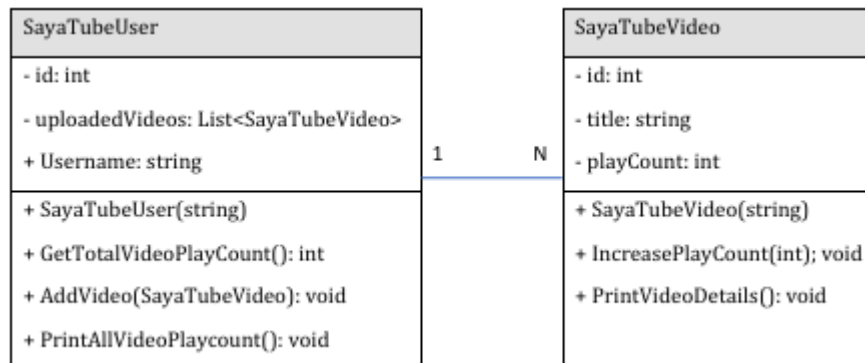 SayaTubeUser
- id: int
- uploadedVideos: List<SayaTubeVideo>
+ Username: string
+ SayaTubeUser(string)
+ GetTotalVideoPlayCount(): int
+ AddVideo(SayaTubeVideo): void
+ PrintAllVideoPlaycount(): void
1
N
SayaTubeVideo
- id: int
- title: string
- playCount: int
+ SayaTubeVideo(string)
+ IncreasePlayCount(int); void
+ PrintVideoDetails(): void